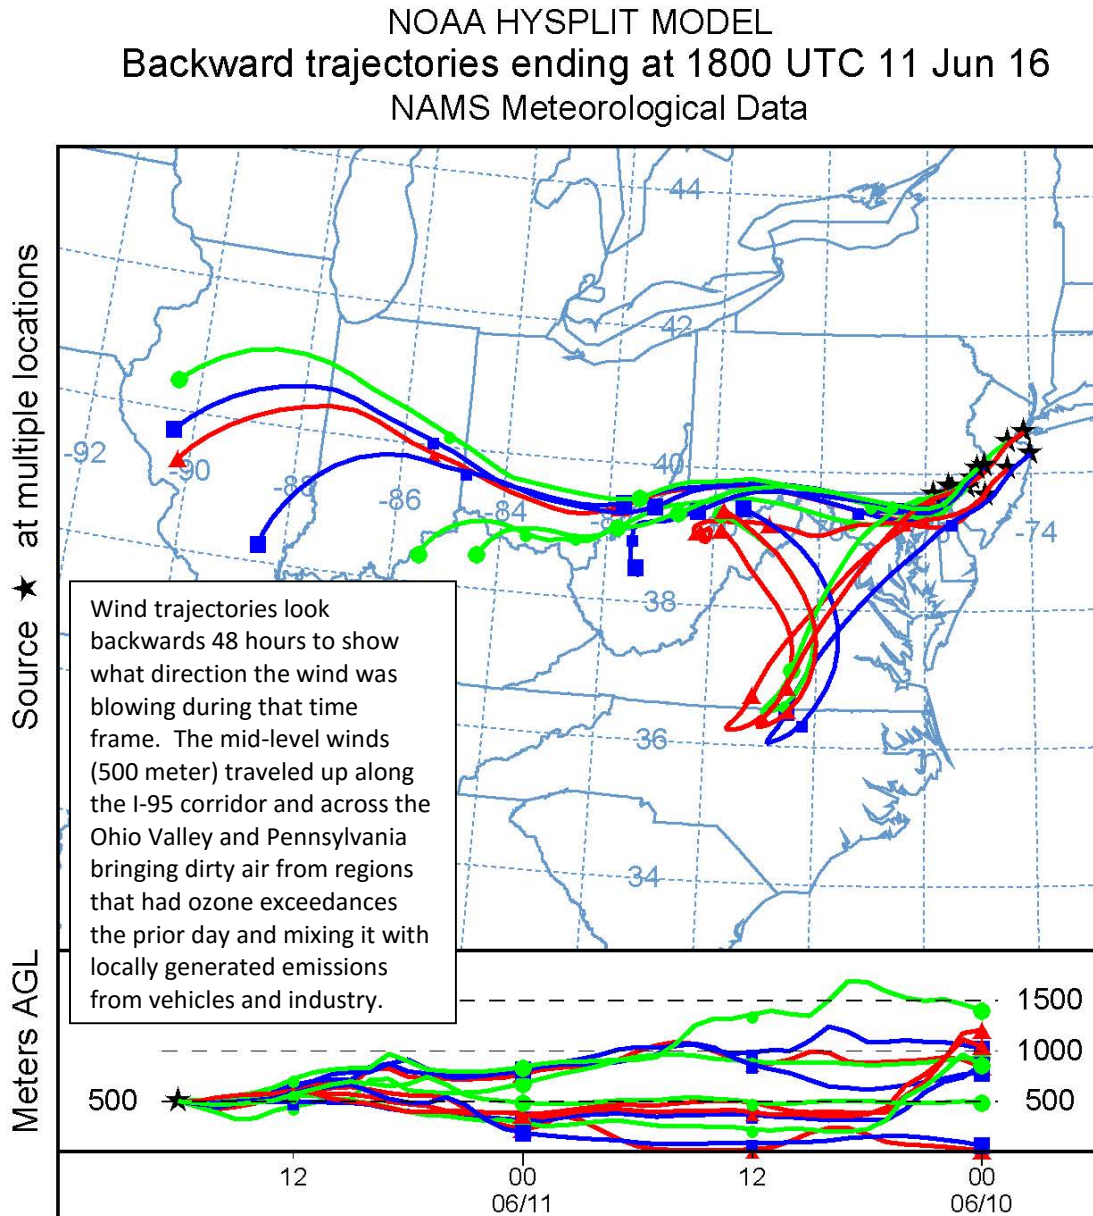 NOAA HYSPLIT MODEL
Backward trajectories ending at 1800 UTC 11 Jun 16
NAMS Meteorological Data
Source ★ at multiple locations
44
42
40
-92
-90
-86
-84
-74
38
36
34
Wind trajectories look
backwards 48 hours to show
what direction the wind was
blowing during that time
frame.  The mid-level winds
(500 meter) traveled up along
the I-95 corridor and across the
Ohio Valley and Pennsylvania
bringing dirty air from regions
that had ozone exceedances
the prior day and mixing it with
locally generated emissions
from vehicles and industry.
Meters AGL
1500
1000
500
500
12
00
12
00
06/11
06/10